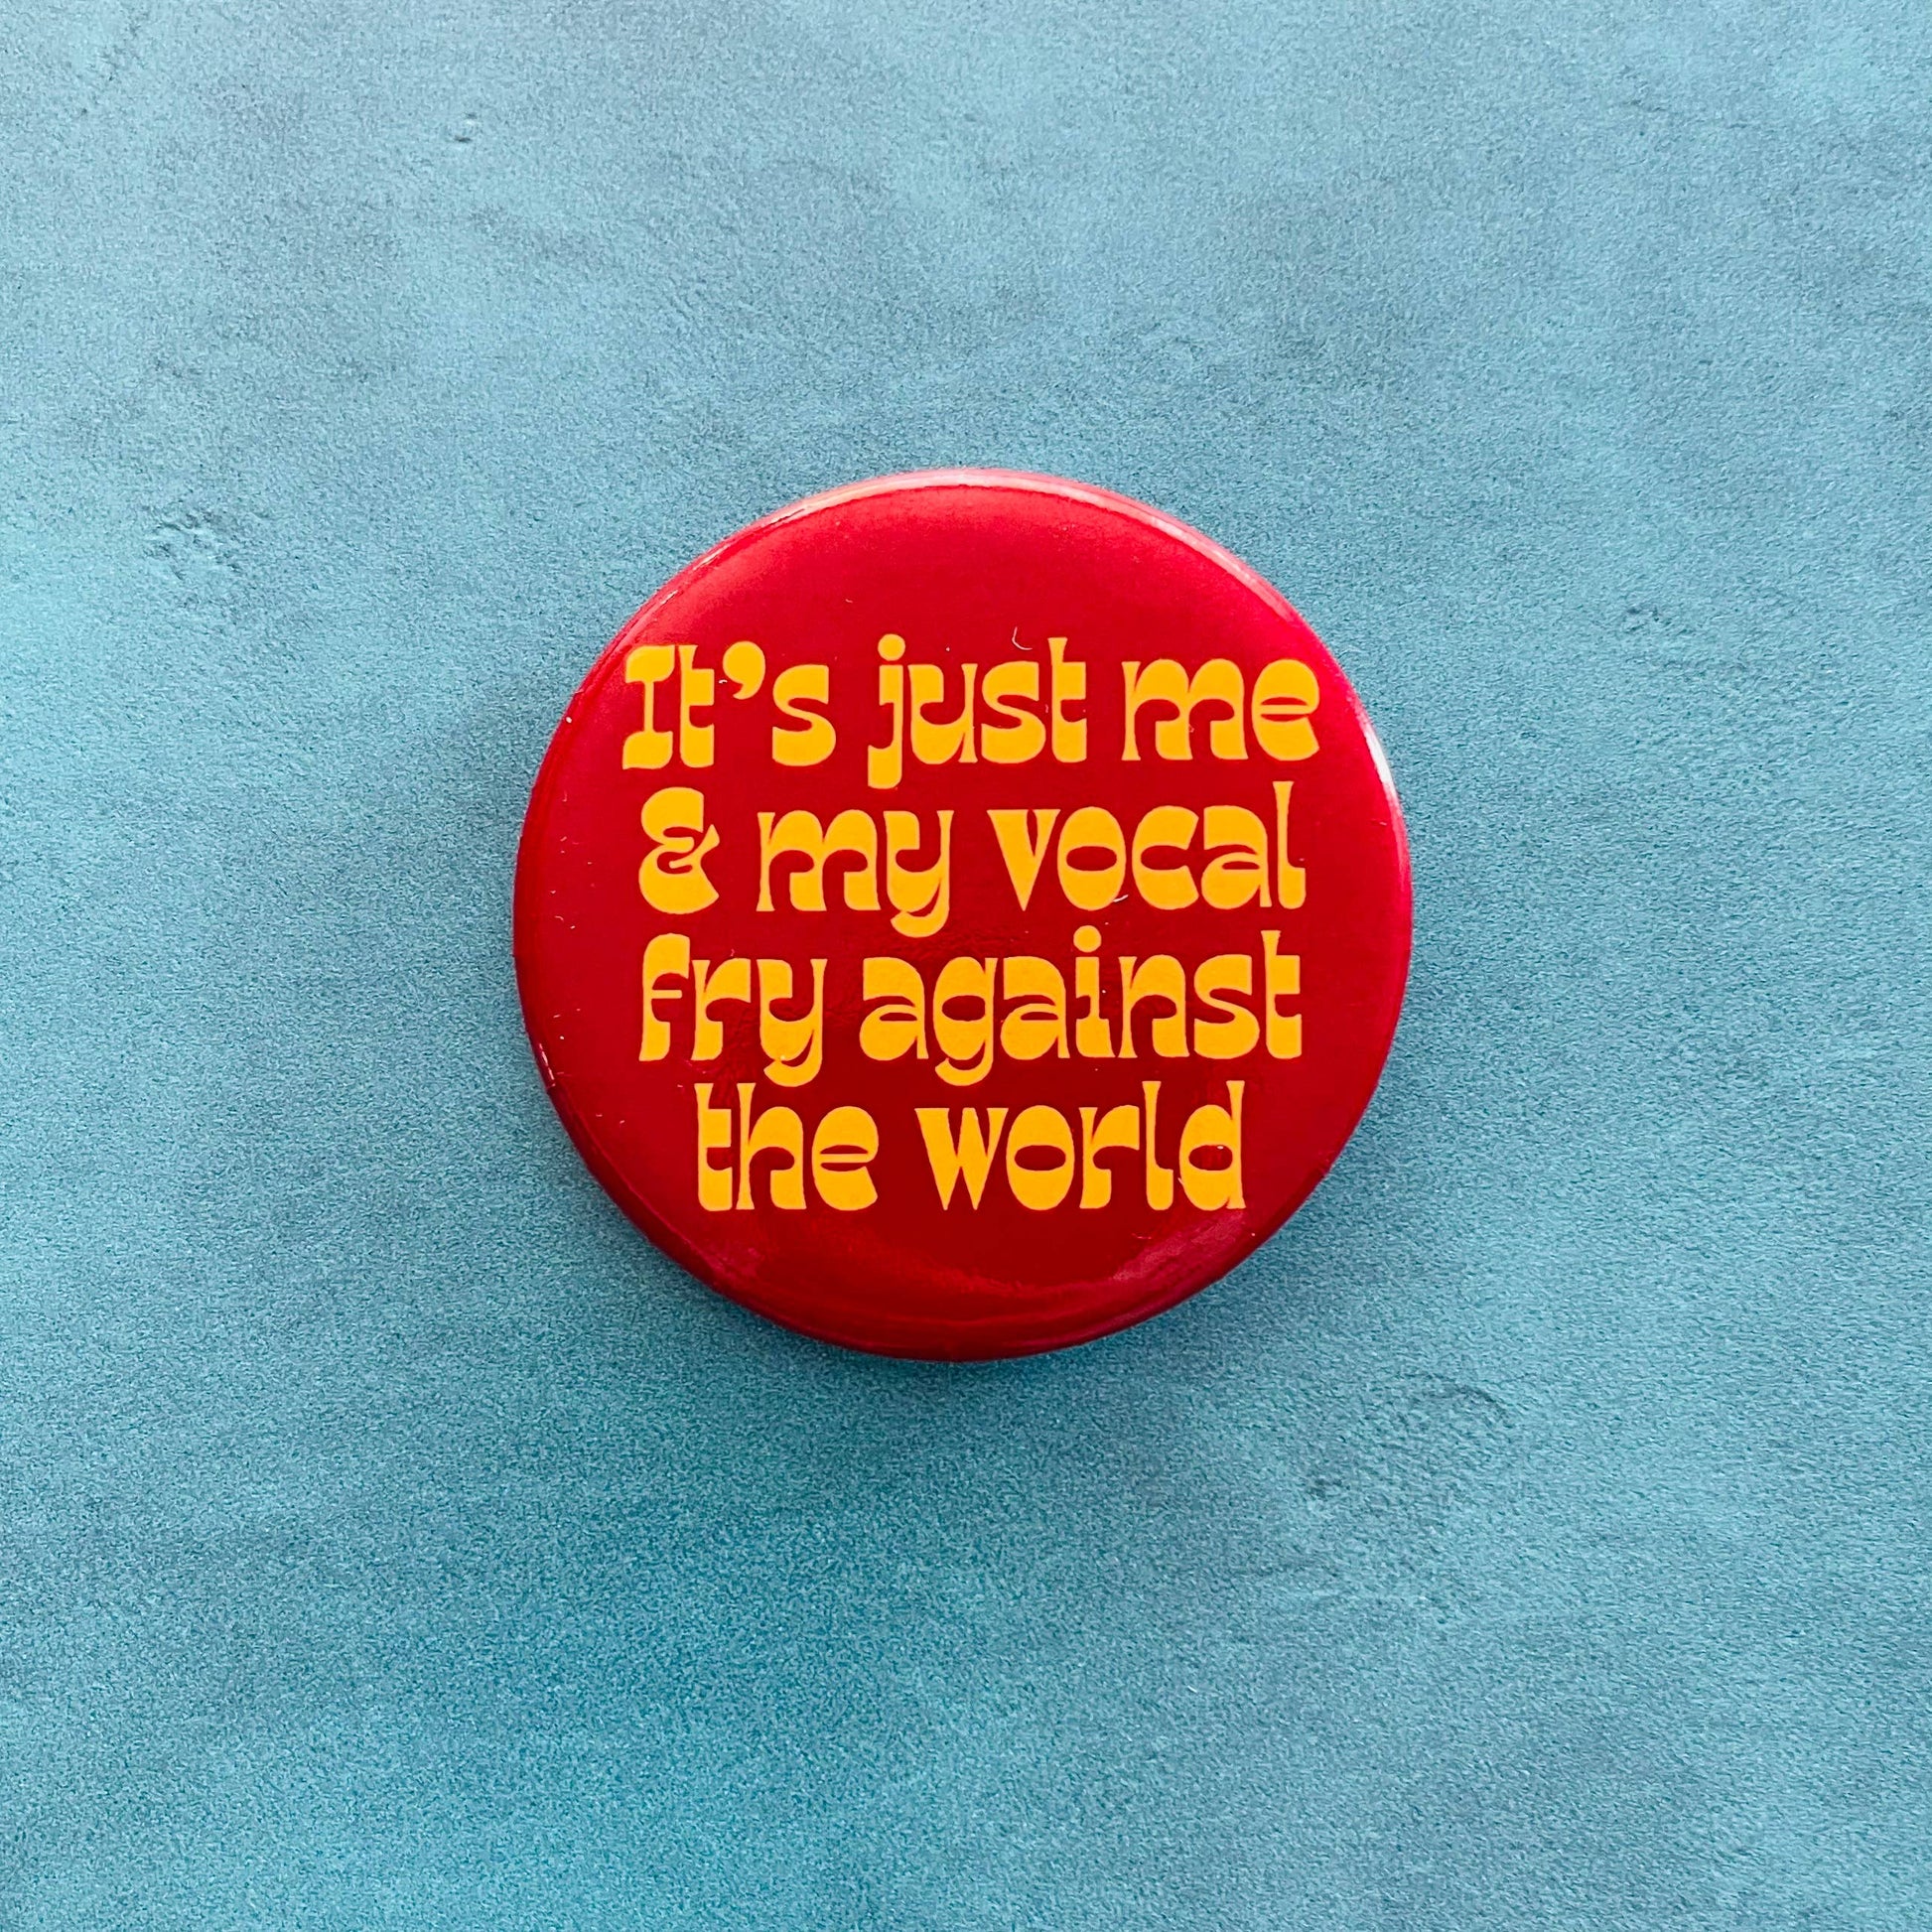 It's just me
& my vocal
fry against
the world